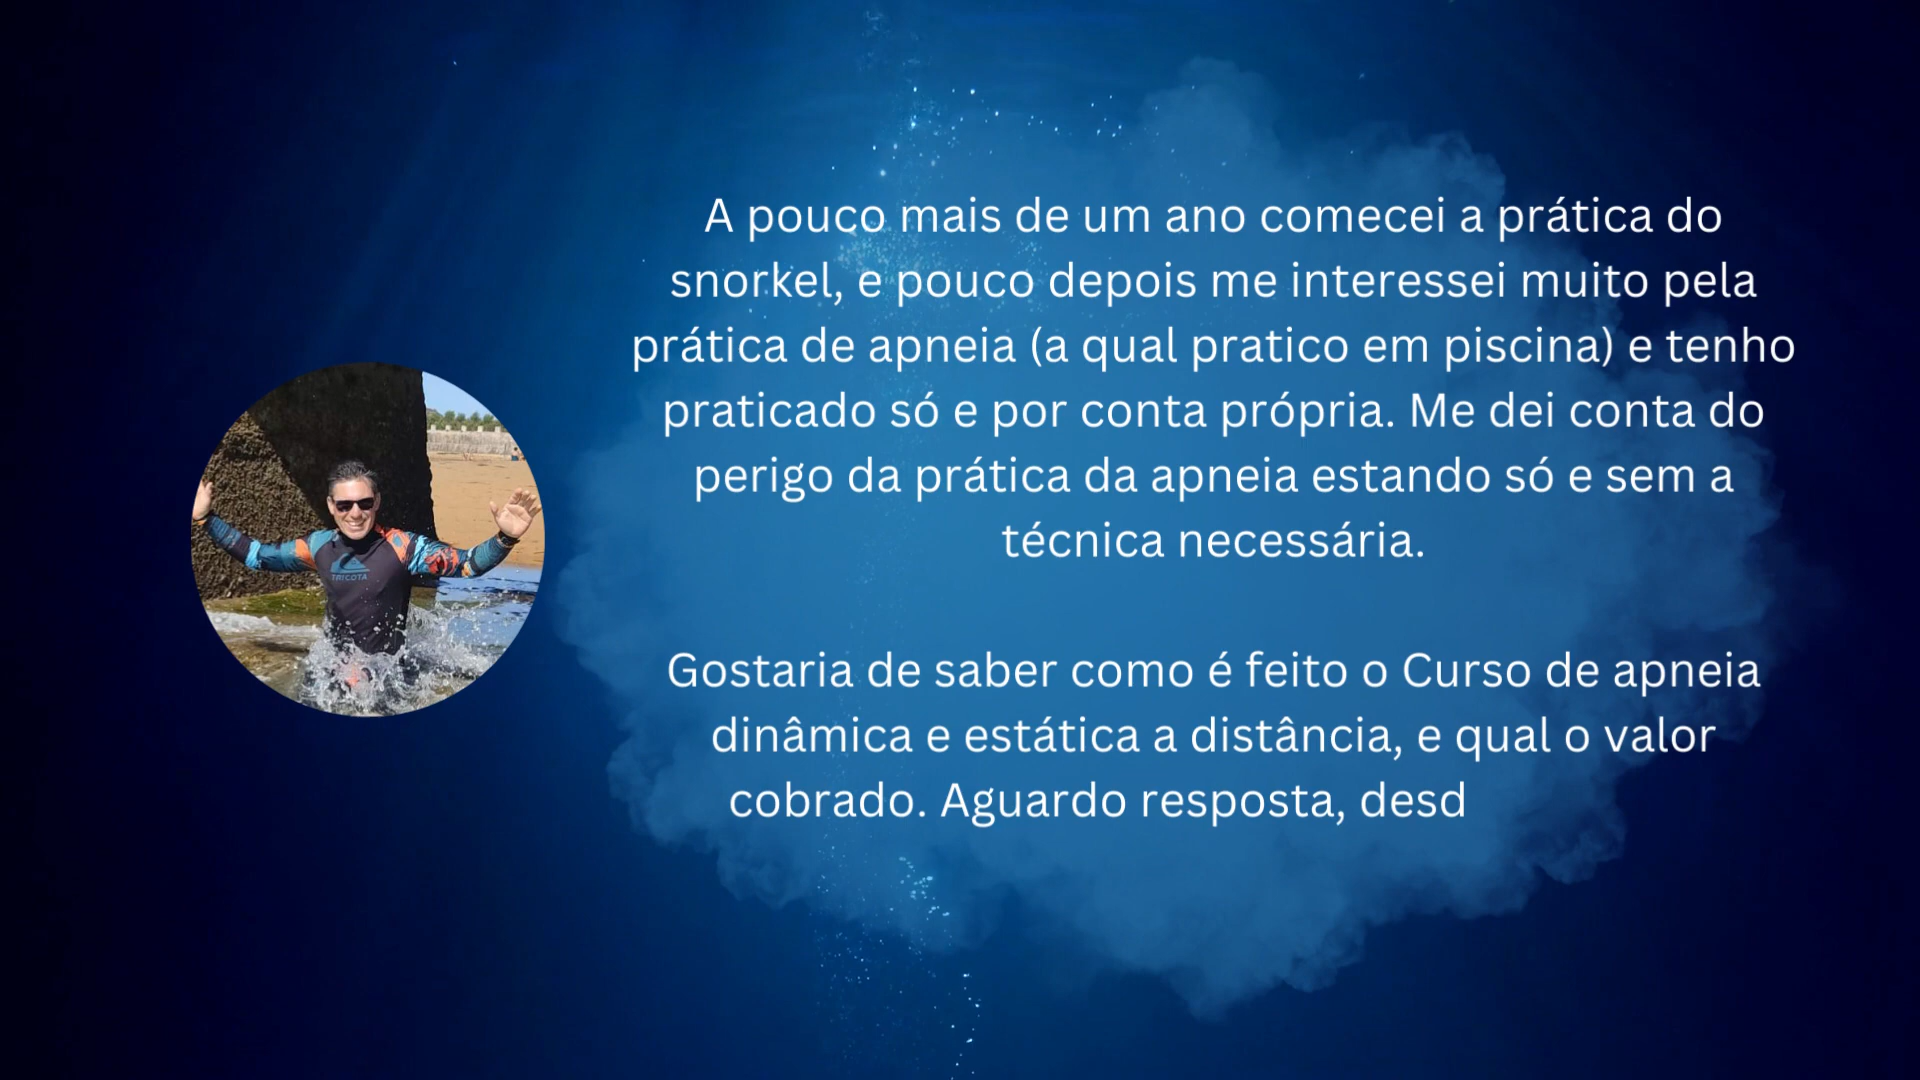 A pouco mais de um ano comecei a prática do
snorkel, e pouco depois me interessei muito pela
prática de apneia (a qual pratico em piscina) e tenho
praticado só e por conta própria. Me dei conta do
perigo da prática da apneia estando só e sem a
técnica necessária.
Gostaria de saber como é feito o Curso de apneia
dinâmica e estática a distância, e qual o valor
cobrado. Aguardo resposta, desd
TRICOTA